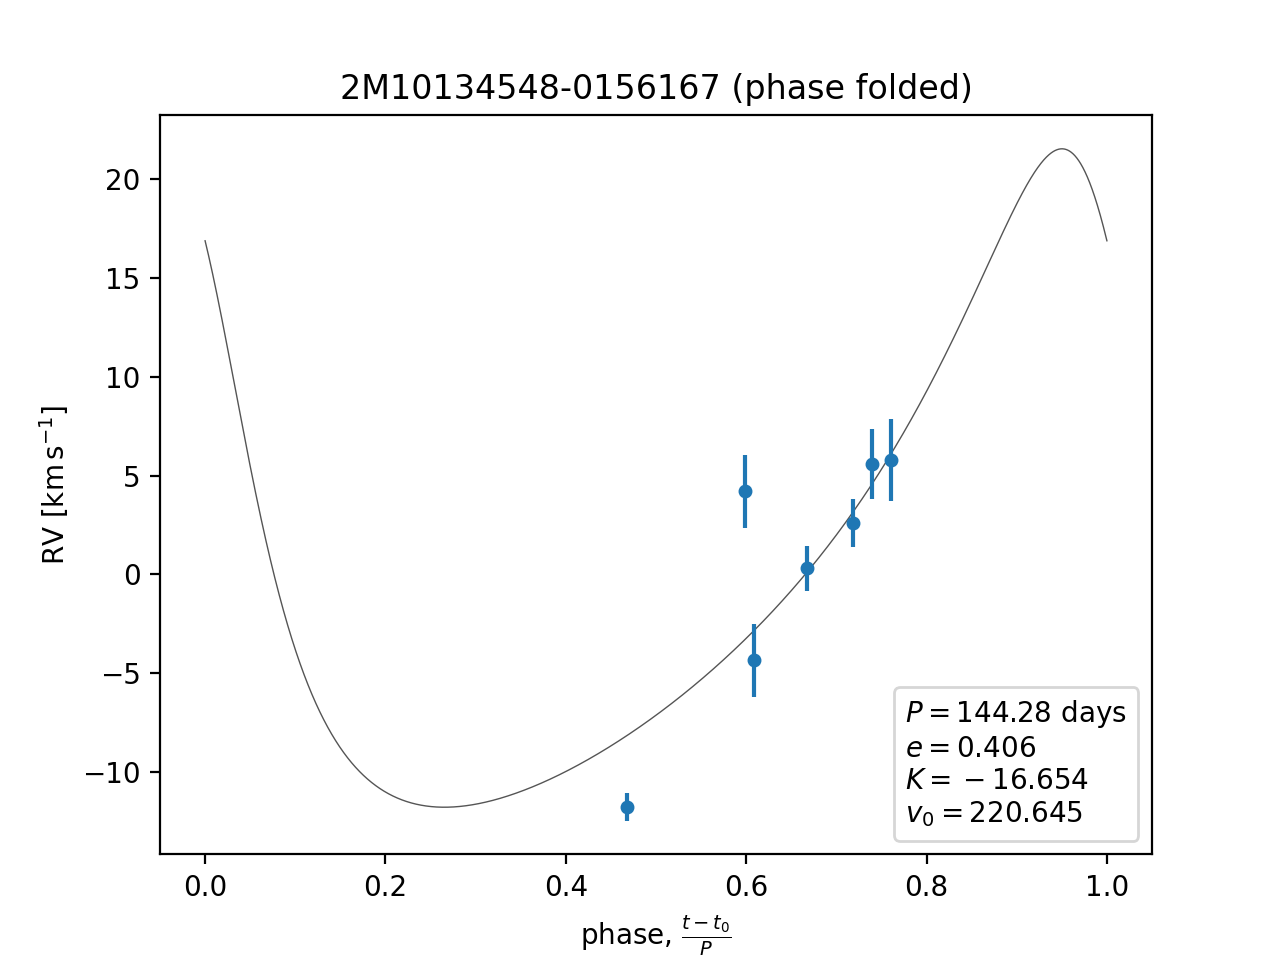 2M10134548-0156167 (phase folded)
RV [km s⁻¹]
20
15
10
5
0
−5
−10
P = 144.28 days
e = 0.406
K = −16.654
v₀ = 220.645
0.0 0.2 0.4 0.6 0.8 1.0
phase, (t − t₀)/P